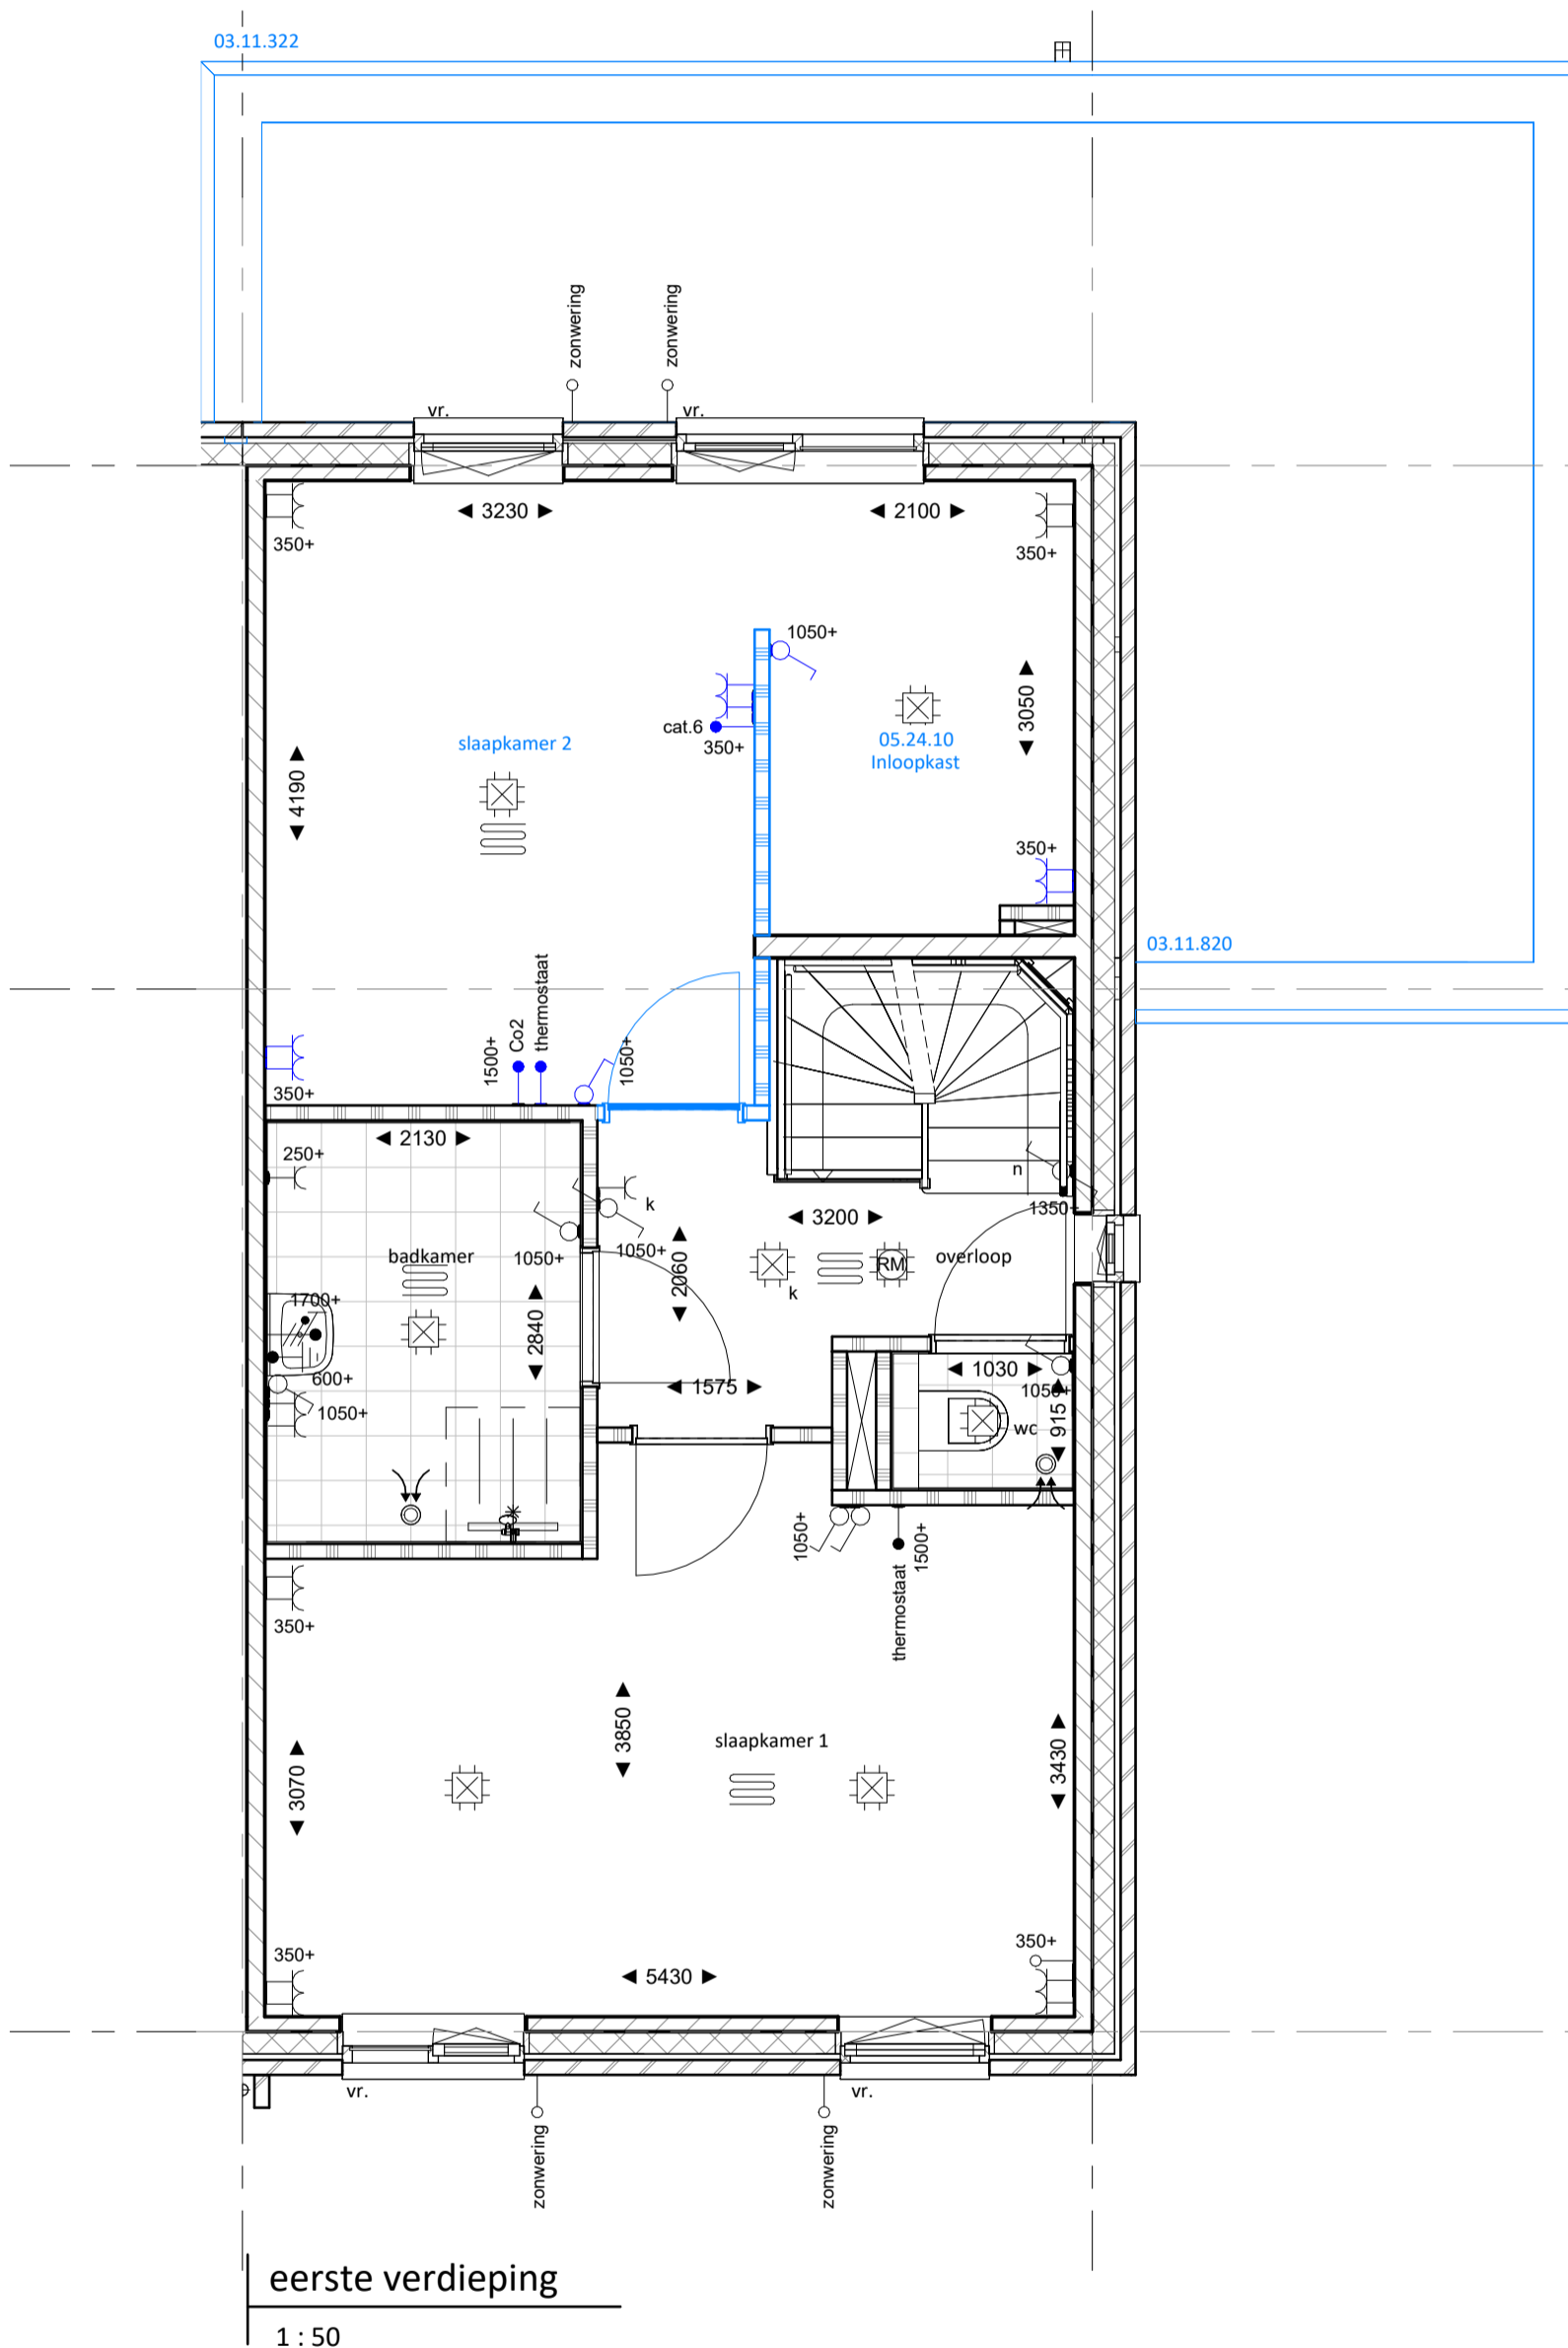 03.11.322
zonwering
zonwering
vr.
vr.
3230
2100
350+
350+
1050+
cat.6
350+
3050
slaapkamer 2
05.24.10
Inloopkast
4190
350+
03.11.820
1500+
Co2
thermostaat
1050+
350+
2130
250+
n
k
1350+
3200
1050+
1050+
badkamer
2060
RM
overloop
k
1700+
2840
600+
1050+
1575
1030
1050+
915
wc
1050+
1500+
thermostaat
350+
3850
slaapkamer 1
3070
3430
350+
350+
5430
vr.
vr.
zonwering
zonwering
eerste verdieping
1 : 50